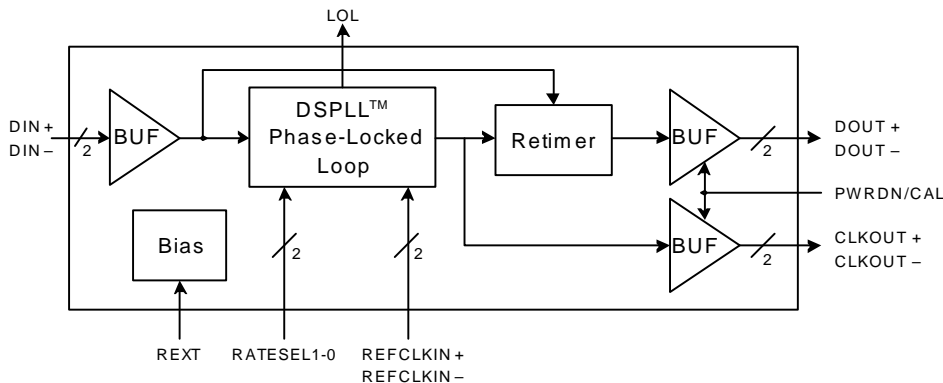 LOL
DSPLL™
Phase-Locked
Loop
DIN+
DIN–
2
BUF
Retimer
BUF
2
DOUT+
DOUT–
PWRDN/CAL
Bias
2
2
BUF
2
CLKOUT+
CLKOUT–
REXT
RATESEL1-0
REFCLKIN+
REFCLKIN–